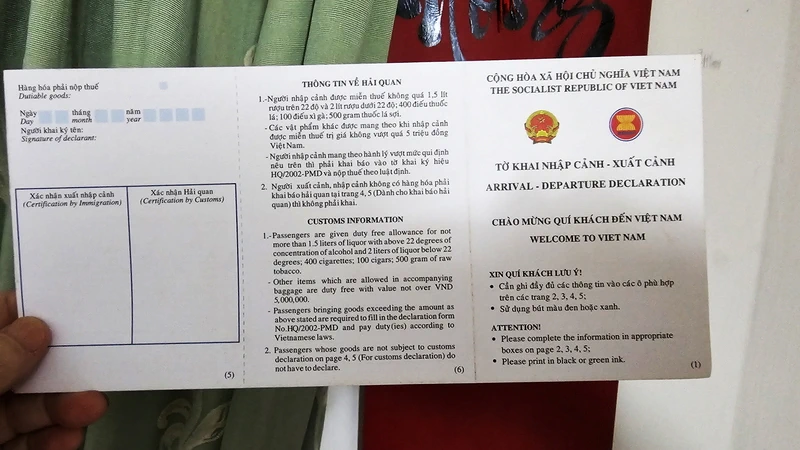 Hàng hóa phải nộp thuế
Dutiable goods:
Ngày tháng năm
Day month year
Người khai ký tên:
Signature of declarant:
Xác nhận xuất nhập cảnh
(Certification by Immigration)
Xác nhận Hải quan
(Certification by Customs)
(5)
THÔNG TIN VỀ HẢI QUAN
1.-Người nhập cảnh được miễn thuế không quá 1,5 lít
rượu trên 22 độ và 2 lít rượu dưới 22 độ; 400 điếu thuốc
lá; 100 điếu xì gà; 500 gram thuốc lá sợi.
- Các vật phẩm khác được mang theo khi nhập cảnh
được miễn thuế trị giá không vượt quá 5 triệu đồng
Việt Nam.
- Người nhập cảnh mang theo hành lý vượt mức qui định
nêu trên thì phải khai báo vào tờ khai ký hiệu
HQ/2002-PMD và nộp thuế theo luật định.
2. Người xuất cảnh, nhập cảnh không có hàng hóa phải
khai báo hải quan tại trang 4, 5 (Dành cho khai báo hải
quan) thì không phải khai.
CUSTOMS INFORMATION
1.-Passengers are given duty free allowance for not
more than 1.5 liters of liquor with above 22 degrees of
concentration of alcohol and 2 liters of liquor below 22
degrees; 400 cigarettes; 100 cigars; 500 gram of raw
tobacco.
- Other items which are allowed in accompanying
baggage are duty free with value not over VND
5,000,000.
- Passengers bringing goods exceeding the amount as
above stated are required to fill in the declaration form
No.HQ/2002-PMD and pay duty(ies) according to
Vietnamese laws.
2. Passengers whose goods are not subject to customs
declaration on page 4, 5 (For customs declaration) do
not have to declare.
(6)
CỘNG HÒA XÃ HỘI CHỦ NGHĨA VIỆT NAM
THE SOCIALIST REPUBLIC OF VIET NAM
TỜ KHAI NHẬP CẢNH - XUẤT CẢNH
ARRIVAL - DEPARTURE DECLARATION
CHÀO MỪNG QUÍ KHÁCH ĐẾN VIỆT NAM
WELCOME TO VIET NAM
XIN QUÍ KHÁCH LƯU Ý!
• Cần ghi đầy đủ các thông tin vào các ô phù hợp
trên các trang 2, 3, 4, 5;
• Sử dụng bút màu đen hoặc xanh.
ATTENTION!
• Please complete the information in appropriate
boxes on page 2, 3, 4, 5;
• Please print in black or green ink.
(1)